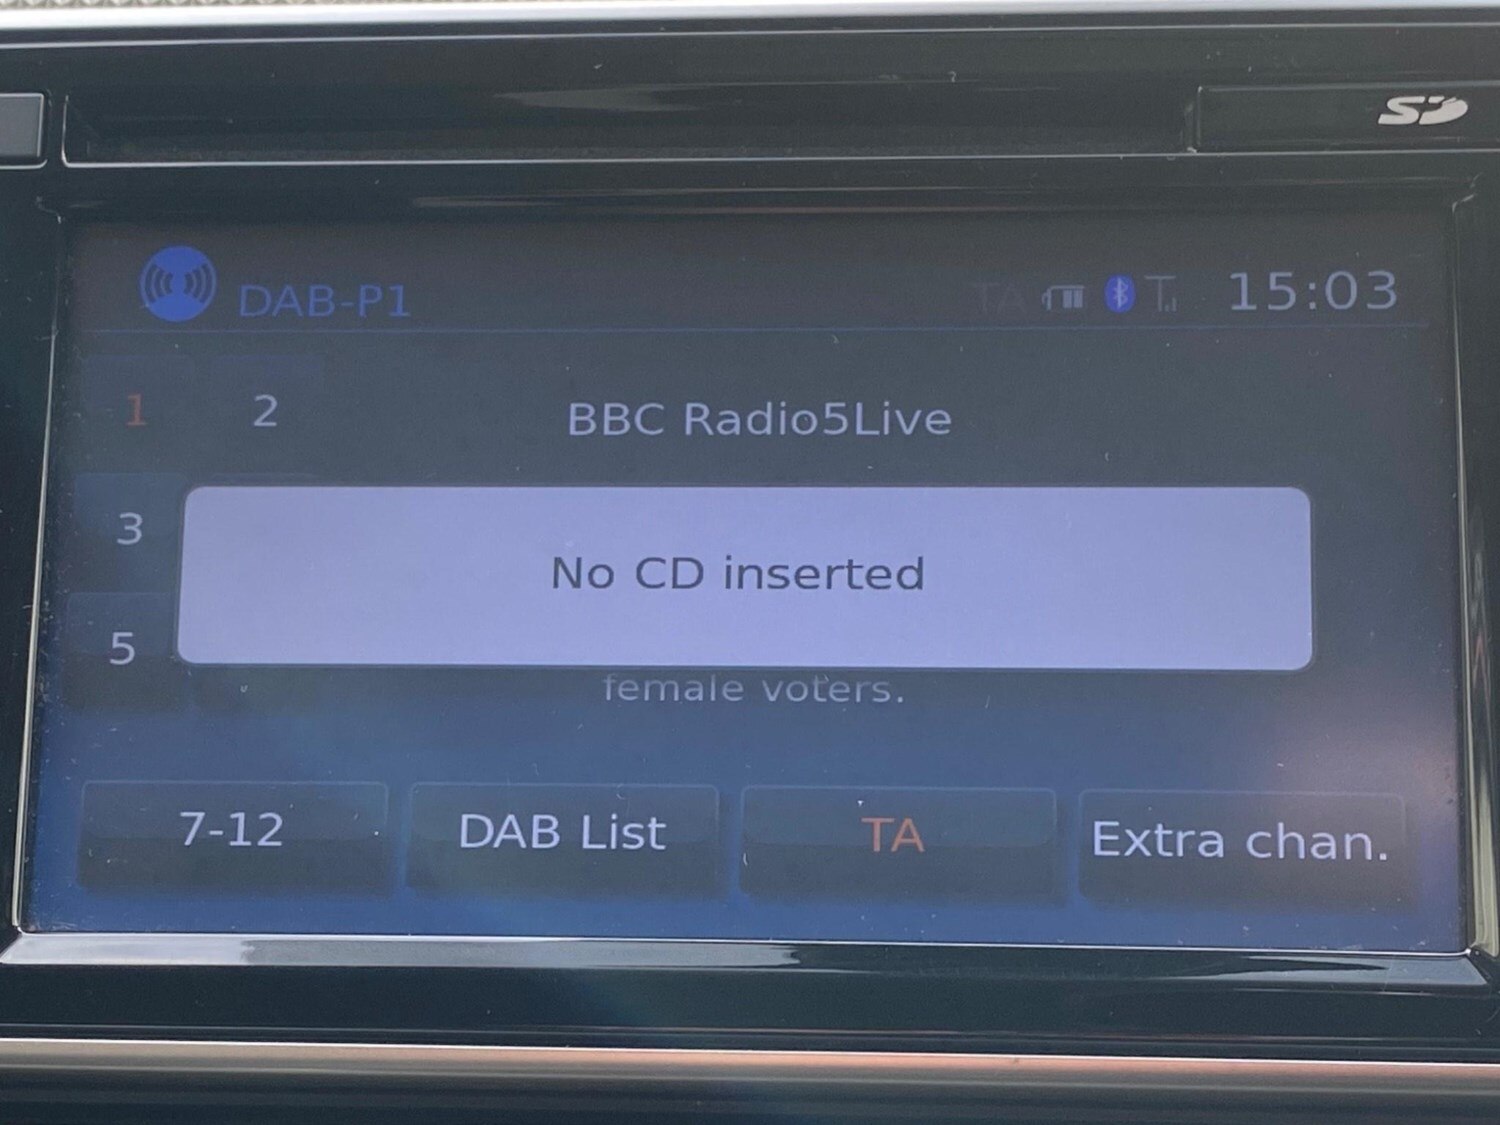 SD
DAB-P1
TA
15:03
1
2
BBC Radio5Live
3
No CD inserted
5
female voters.
7-12
DAB List
TA
Extra chan.